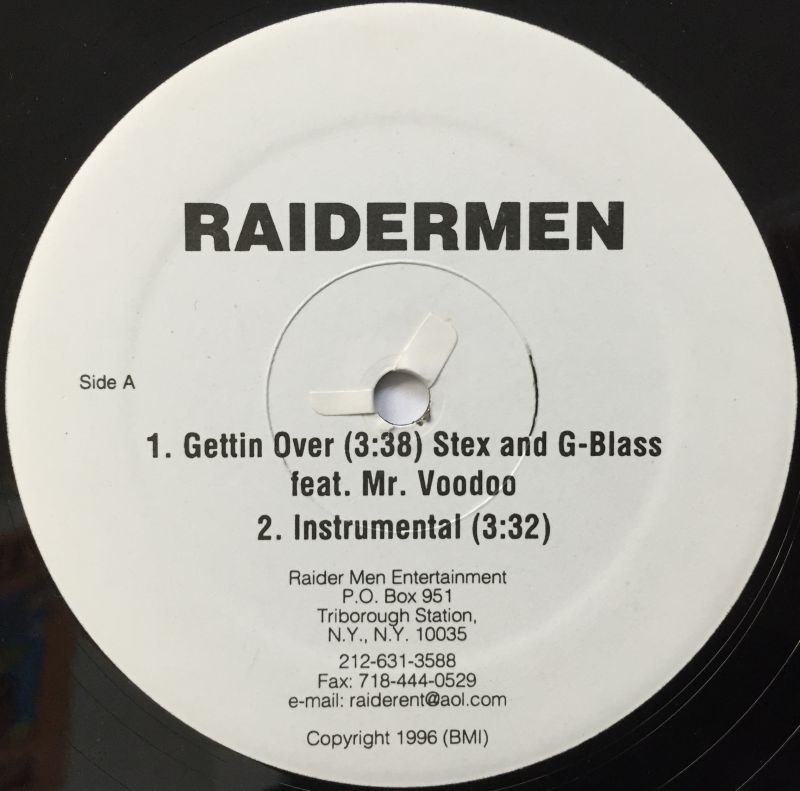 RAIDERMEN
Side A
1. Gettin Over (3:38) Stex and G-Blass
feat. Mr. Voodoo
2. Instrumental (3:32)
Raider Men Entertainment
P.O. Box 951
Triborough Station,
N.Y., N.Y. 10035
212-631-3588
Fax: 718-444-0529
e-mail: raiderent@aol.com
Copyright 1996 (BMI)